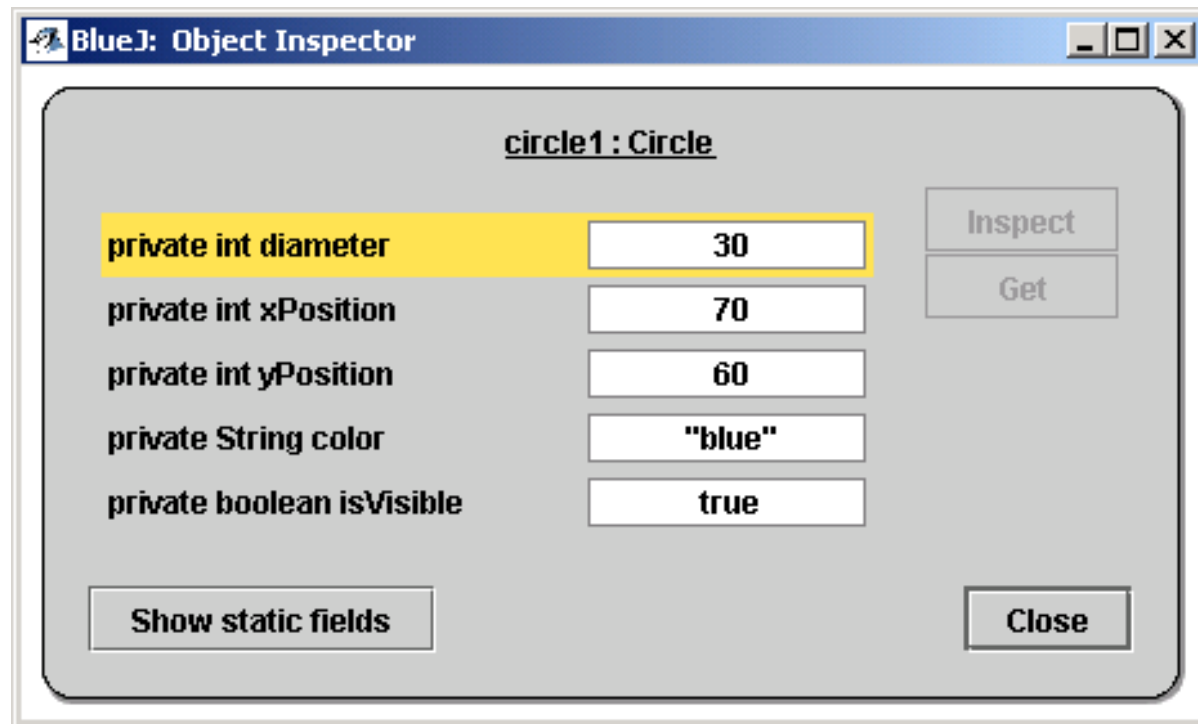 BlueJ: Object Inspector
circle1 : Circle
private int diameter 30
Inspect
private int xPosition 70
Get
private int yPosition 60
private String color "blue"
private boolean isVisible true
Show static fields Close